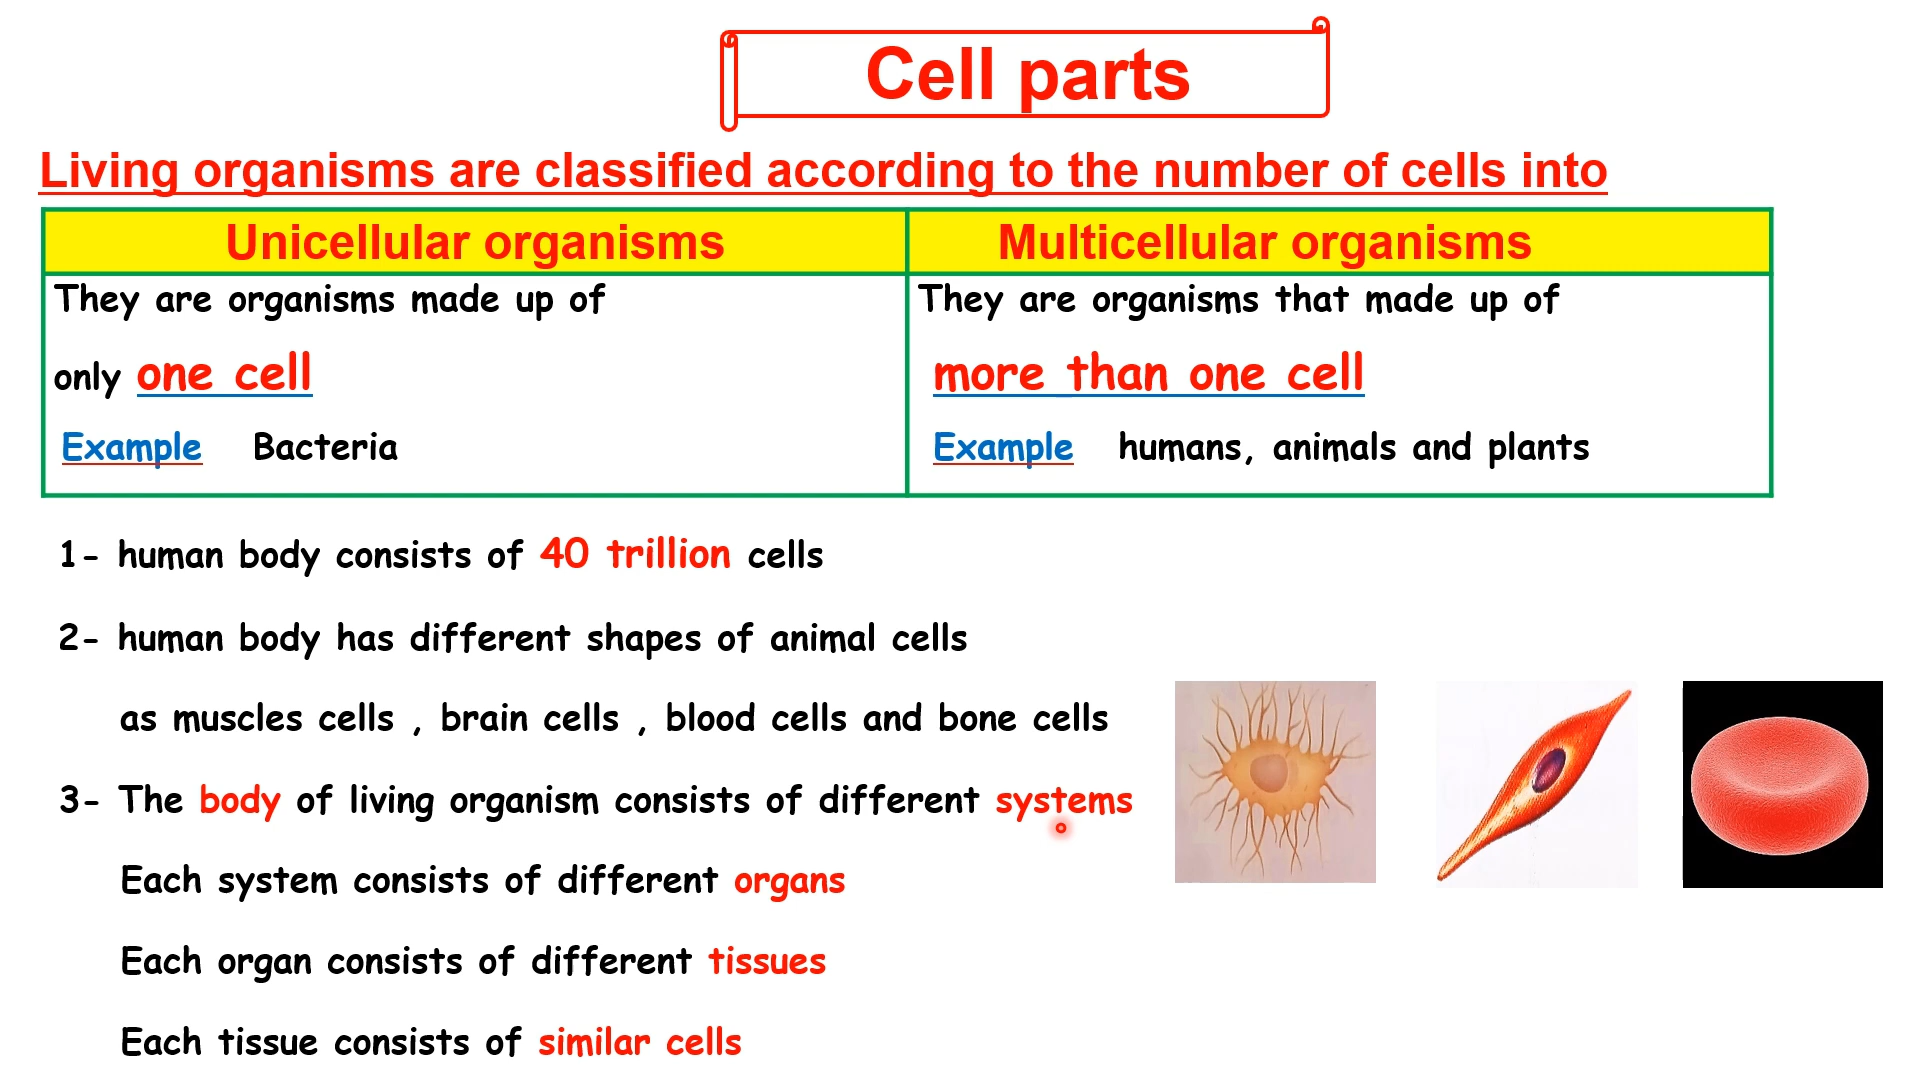 Cell parts
Living organisms are classified according to the number of cells into
Unicellular organisms
Multicellular organisms
They are organisms made up of
only one cell
Example Bacteria
They are organisms that made up of
more than one cell
Example humans, animals and plants
1- human body consists of 40 trillion cells
2- human body has different shapes of animal cells
as muscles cells , brain cells , blood cells and bone cells
3- The body of living organism consists of different systems
Each system consists of different organs
Each organ consists of different tissues
Each tissue consists of similar cells